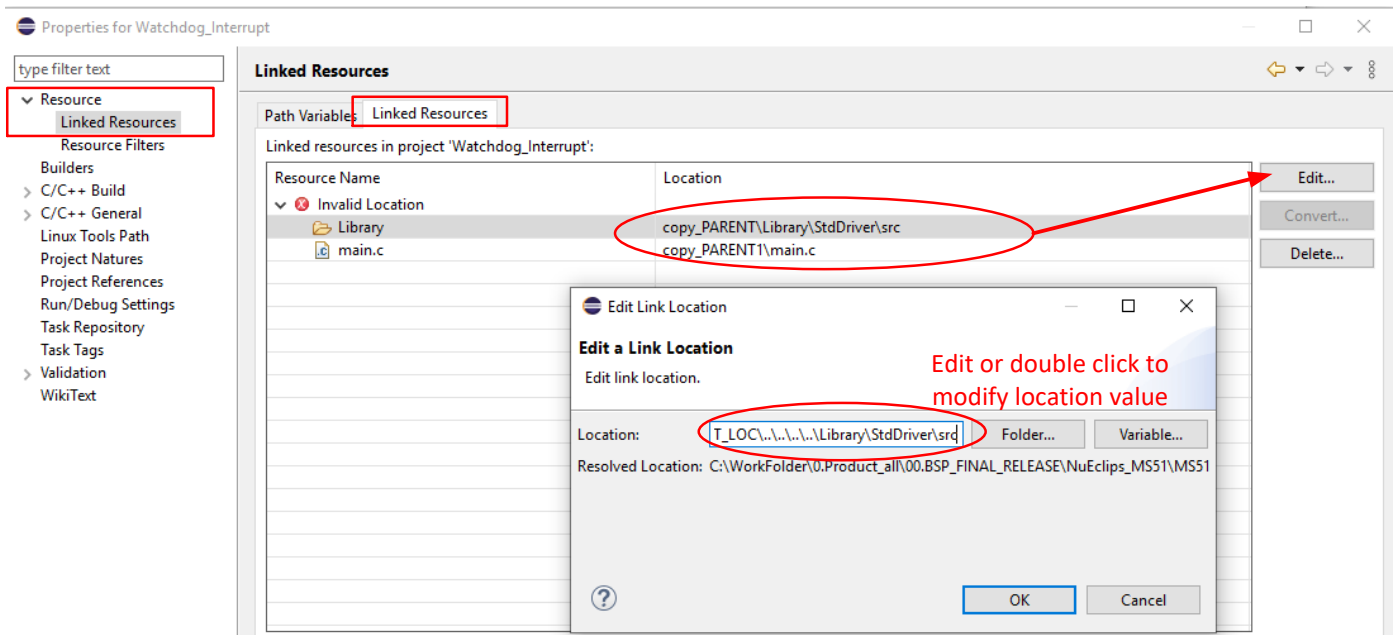 Properties for Watchdog_Interrupt
type filter text
Resource
Linked Resources
Resource Filters
Builders
C/C++ Build
C/C++ General
Linux Tools Path
Project Natures
Project References
Run/Debug Settings
Task Repository
Task Tags
Validation
WikiText
Linked Resources
Path Variables
Linked Resources
Linked resources in project 'Watchdog_Interrupt':
Resource Name
Location
Invalid Location
Library
copy_PARENT\Library\StdDriver\src
main.c
copy_PARENT1\main.c
Edit...
Convert...
Delete...
Edit Link Location
Edit a Link Location
Edit link location.
Edit or double click to
modify location value
Location:
T_LOC\..\..\..\..\Library\StdDriver\src
Folder...
Variable...
Resolved Location: C:\WorkFolder\0.Product_all\00.BSP_FINAL_RELEASE\NuEclips_MS51\MS51
OK
Cancel